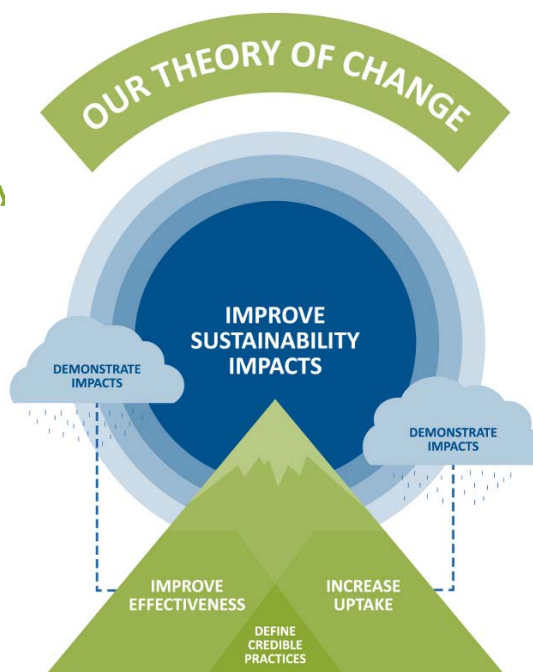 OUR THEORY OF CHANGE
IMPROVE
SUSTAINABILITY
IMPACTS
DEMONSTRATE
IMPACTS
DEMONSTRATE
IMPACTS
IMPROVE
EFFECTIVENESS
INCREASE
UPTAKE
DEFINE
CREDIBLE
PRACTICES